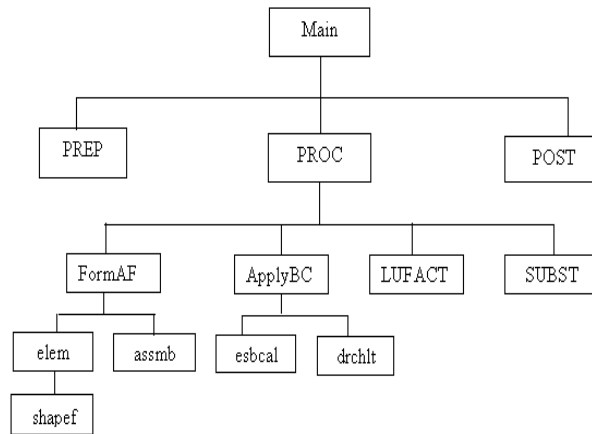 Main
PREP
PROC
POST
FormAF
ApplyBC
LUFACT
SUBST
elem
assmb
esbcal
drchlt
shapef